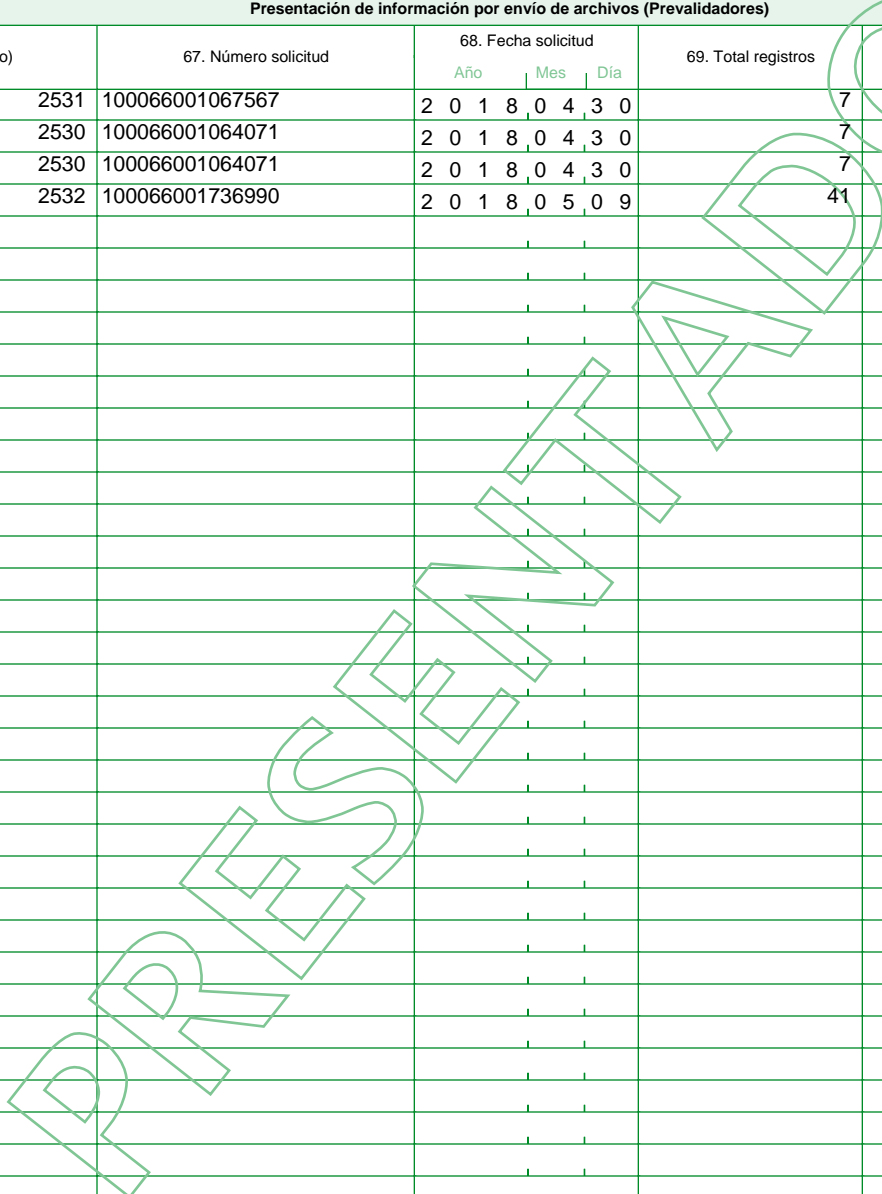 Presentación de información por envío de archivos (Prevalidadores)
o) 67. Número solicitud 68. Fecha solicitud 69. Total registros
Año Mes Día
2531 100066001067567 2 0 1 8 0 4 3 0 7
2530 100066001064071 2 0 1 8 0 4 3 0 7
2530 100066001064071 2 0 1 8 0 4 3 0 7
2532 100066001736990 2 0 1 8 0 5 0 9 41
PRESENTADO